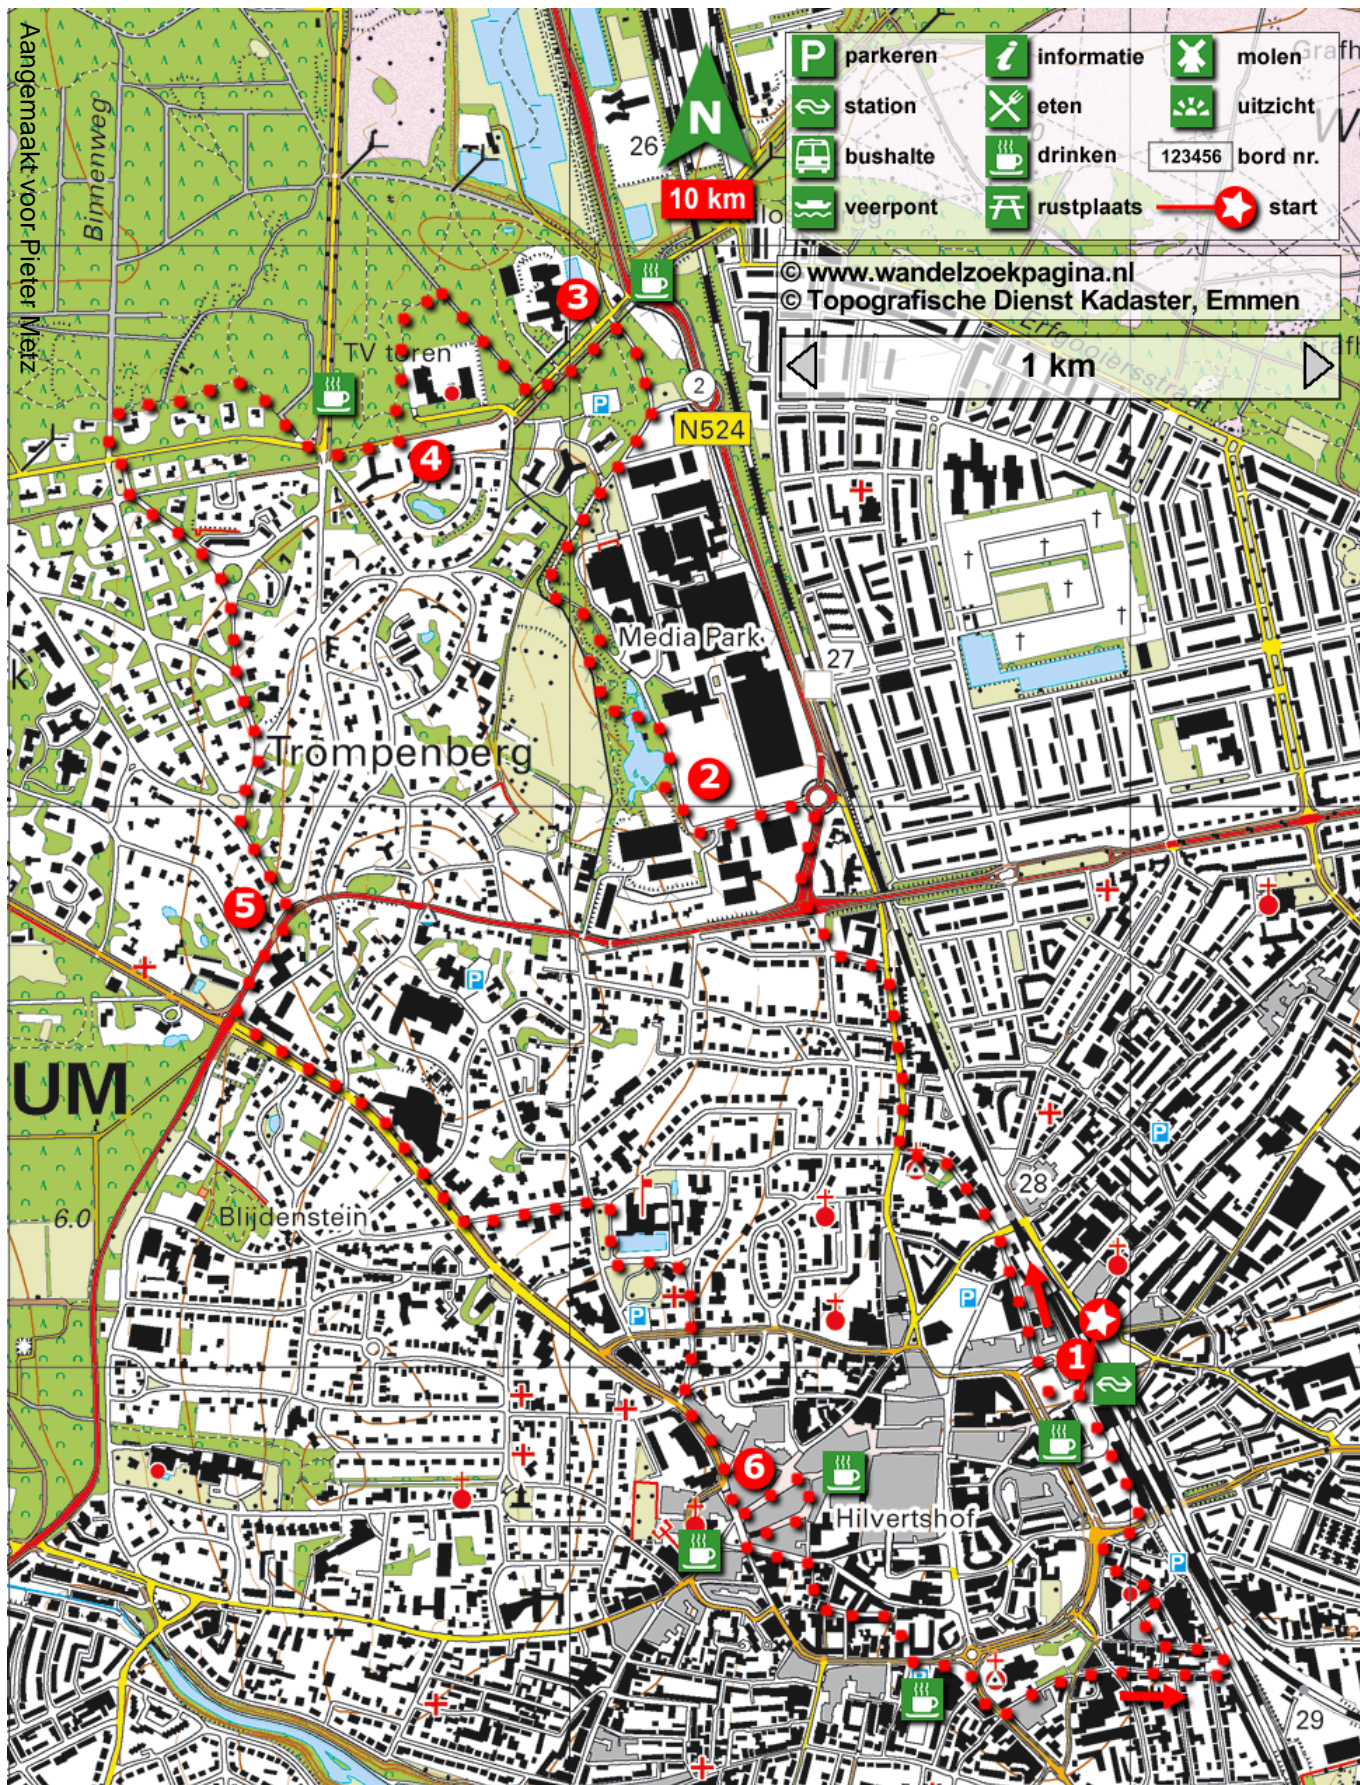 Aangemaakt voor Pieter Metz
Binnenweg
26
N
10 km
P parkeren
i informatie
molen
station
eten
uitzicht
bushalte
drinken
123456 bord nr.
veerpont
rustplaats
start
© www.wandelzoekpagina.nl
© Topografische Dienst Kadaster, Emmen
1 km
Erfgooiersstraat
3
TV toren
2
P
N524
4
27
Media Park
k
Trompenberg
2
5
P
UM
28
P
6.0
Blijdenstein
P
P
1
6
Hilvertshof
P
29